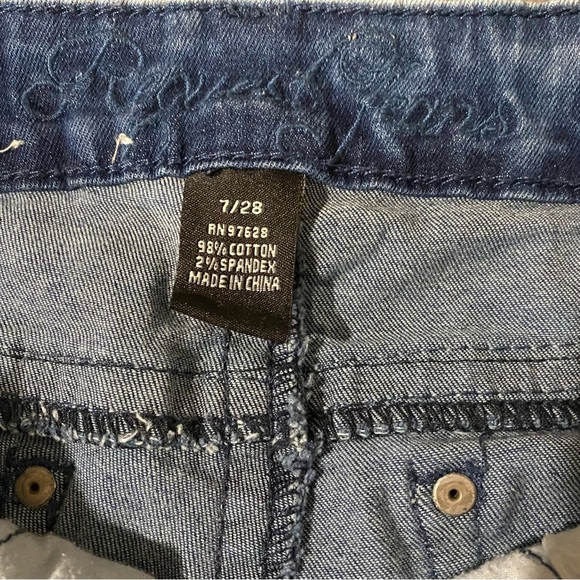 Request Jeans
7/28
RN 97628
98% COTTON
2% SPANDEX
MADE IN CHINA